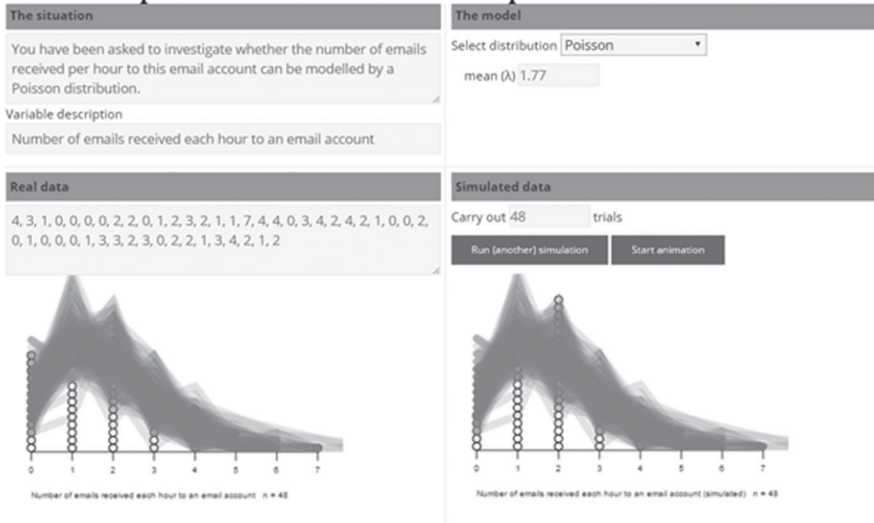 The situation
You have been asked to investigate whether the number of emails
received per hour to this email account can be modelled by a
Poisson distribution.
Variable description
Number of emails received each hour to an email account
The model
Select distribution Poisson
mean (λ) 1.77
Real data
4, 3, 1, 0, 0, 0, 0, 2, 2, 0, 1, 2, 3, 2, 1, 1, 7, 4, 4, 0, 3, 4, 2, 4, 2, 1, 0, 0, 2,
0, 1, 0, 0, 0, 1, 3, 3, 2, 3, 0, 2, 2, 1, 3, 4, 2, 1, 2
0 1 2 3 4 5 6 7
Number of emails received each hour to an email account n = 48
Simulated data
Carry out 48 trials
Run (another) simulation Start animation
0 1 2 3 4 5 6 7
Number of emails received each hour to an email account (simulated) n = 48